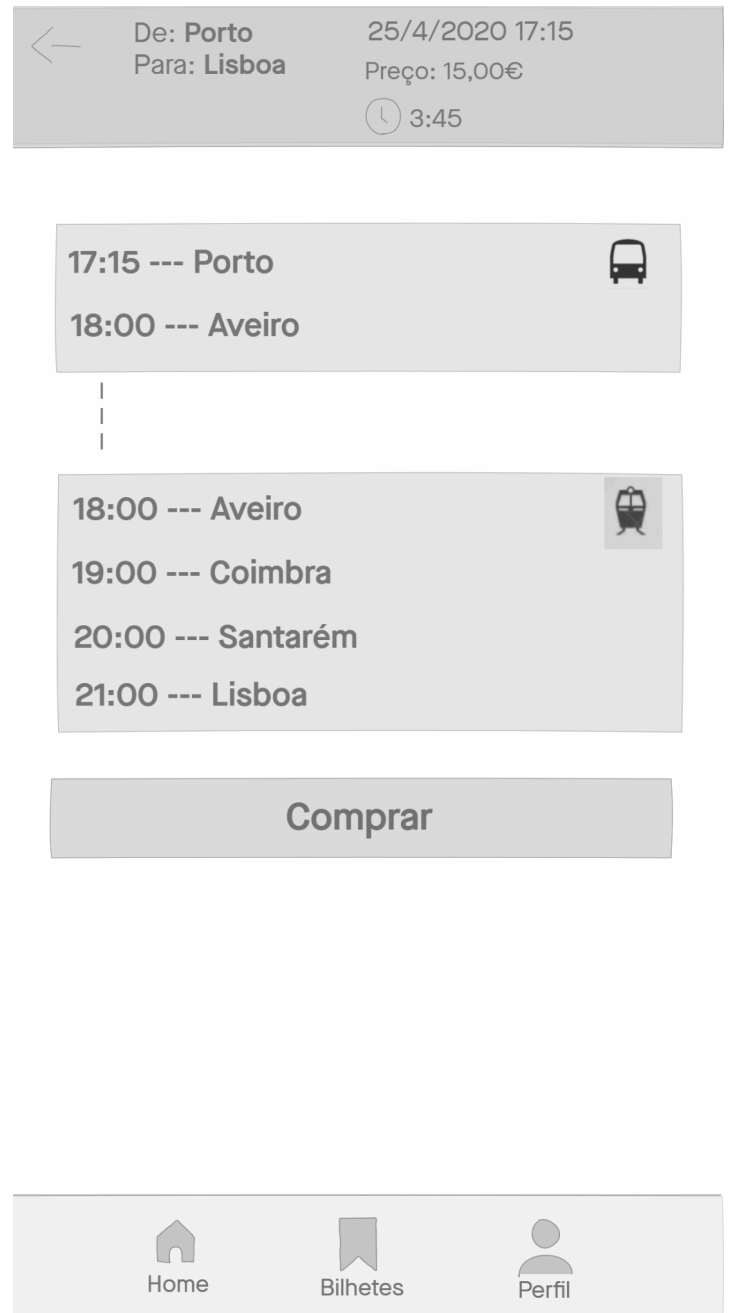 De: Porto
Para: Lisboa
25/4/2020 17:15
Preço: 15,00€
3:45
17:15 --- Porto
18:00 --- Aveiro
18:00 --- Aveiro
19:00 --- Coimbra
20:00 --- Santarém
21:00 --- Lisboa
Comprar
Home
Bilhetes
Perfil